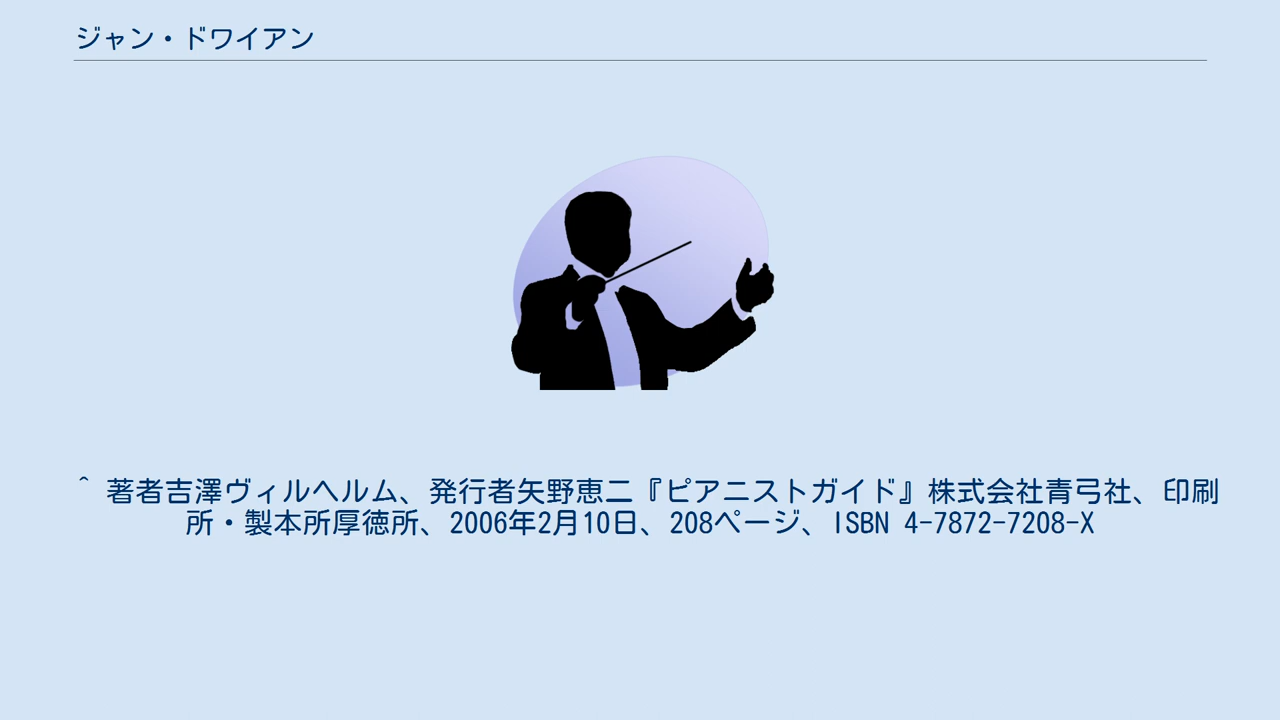 ジャン・ドワイアン
^ 著者吉澤ヴィルヘルム、発行者矢野恵二『ピアニストガイド』株式会社青弓社、印刷
所・製本所厚徳所、2006年2月10日、208ページ、ISBN 4-7872-7208-X